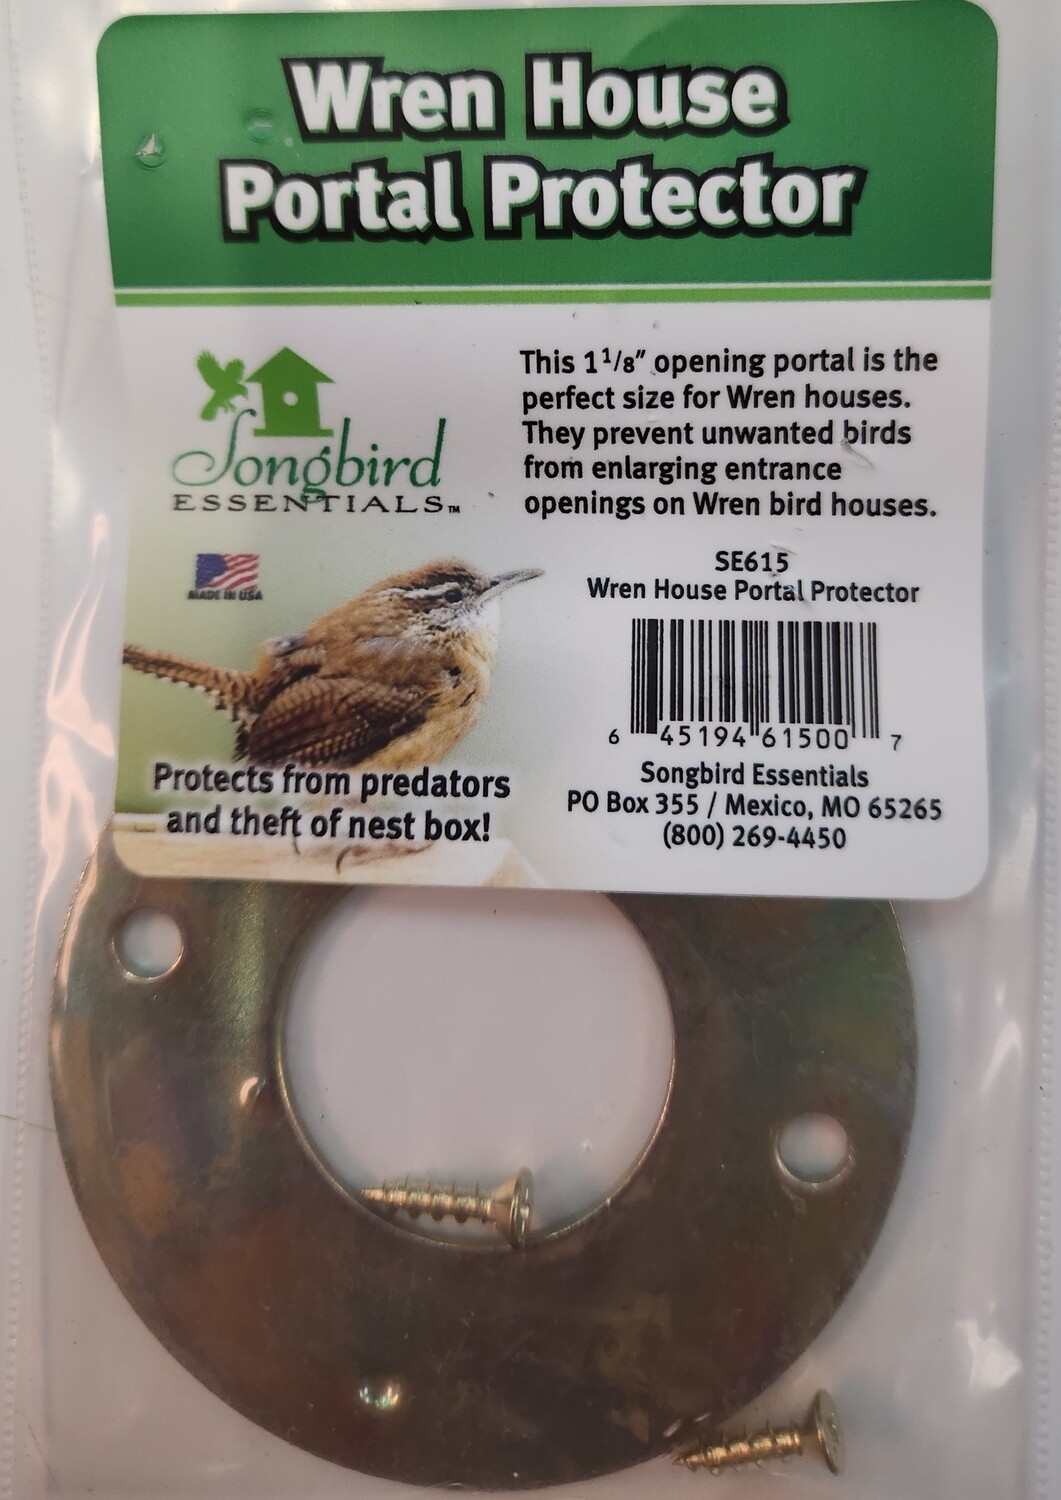 Wren House
Portal Protector
Songbird
ESSENTIALS™
This 1 1/8" opening portal is the
perfect size for Wren houses.
They prevent unwanted birds
from enlarging entrance
openings on Wren bird houses.
MADE IN USA
SE615
Wren House Portal Protector
6 45194 61500 7
Protects from predators
and theft of nest box!
Songbird Essentials
PO Box 355 / Mexico, MO 65265
(800) 269-4450